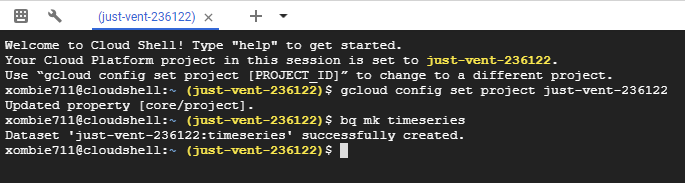 (just-vent-236122)
Welcome to Cloud Shell! Type "help" to get started.
Your Cloud Platform project in this session is set to just-vent-236122.
Use “gcloud config set project [PROJECT_ID]” to change to a different project.
xombie711@cloudshell:~ (just-vent-236122)$ gcloud config set project just-vent-236122
Updated property [core/project].
xombie711@cloudshell:~ (just-vent-236122)$ bq mk timeseries
Dataset 'just-vent-236122:timeseries' successfully created.
xombie711@cloudshell:~ (just-vent-236122)$